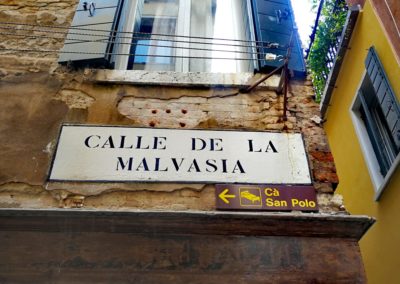 CALLE DE LA
MALVASIA
Cà
San Polo